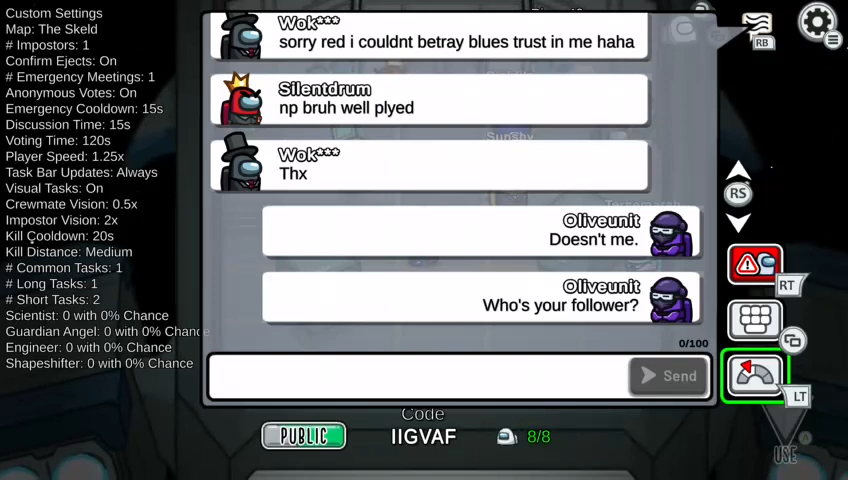 Custom Settings
Map: The Skeld
# Impostors: 1
Confirm Ejects: On
# Emergency Meetings: 1
Anonymous Votes: On
Emergency Cooldown: 15s
Discussion Time: 15s
Voting Time: 120s
Player Speed: 1.25x
Task Bar Updates: Always
Visual Tasks: On
Crewmate Vision: 0.5x
Impostor Vision: 2x
Kill Cooldown: 20s
Kill Distance: Medium
# Common Tasks: 1
# Long Tasks: 1
# Short Tasks: 2
Scientist: 0 with 0% Chance
Guardian Angel: 0 with 0% Chance
Engineer: 0 with 0% Chance
Shapeshifter: 0 with 0% Chance
Wok***
sorry red i couldnt betray blues trust in me haha
Silentdrum
np bruh well plyed
Wok***
Thx
Oliveunit
Doesn't me.
Oliveunit
Who's your follower?
0/100
Send
Code
PUBLIC
IIGVAF
8/8
RB
RS
RT
LT
USE
A